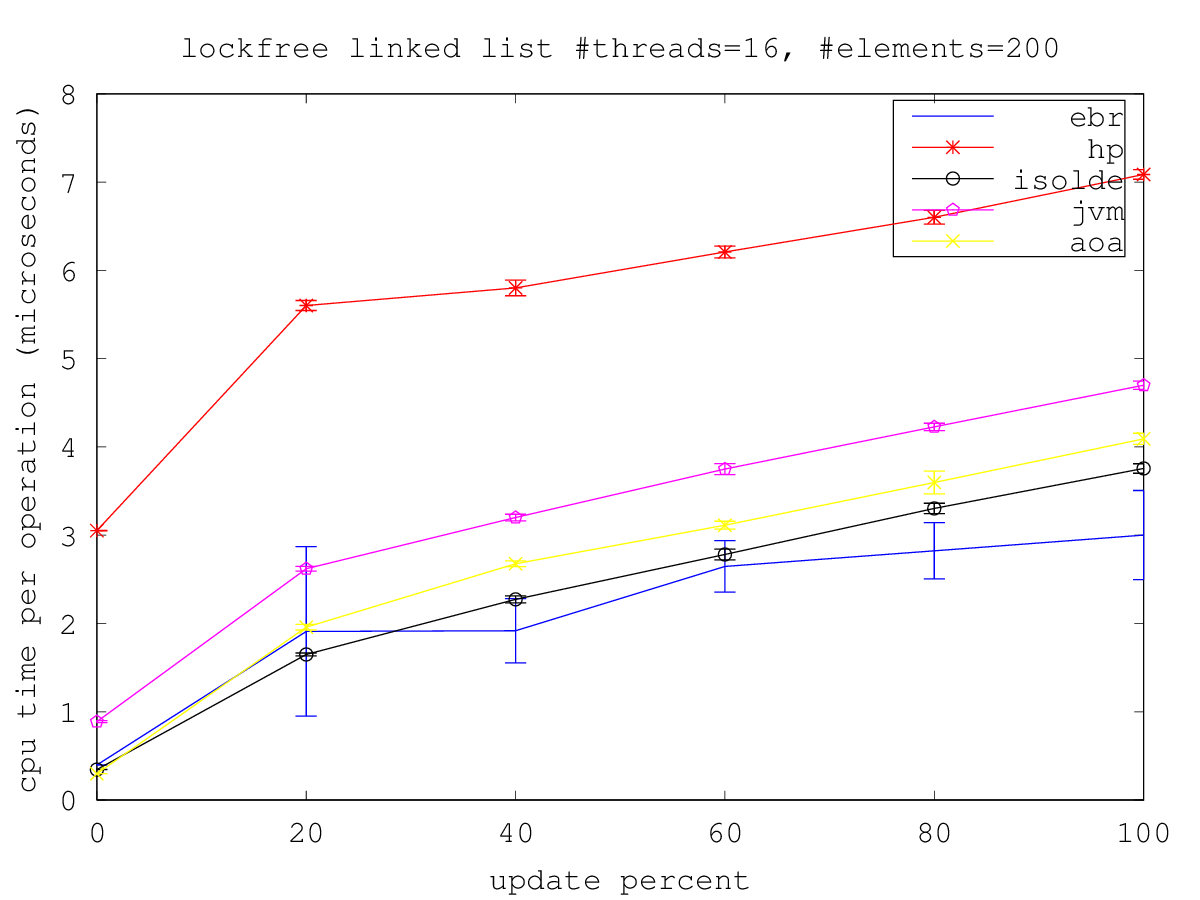 lockfree linked list #threads=16, #elements=200
cpu time per operation (microseconds)
8
7
6
5
4
3
2
1
0
ebr
hp
isolde
jvm
aoa
0 20 40 60 80 100
update percent